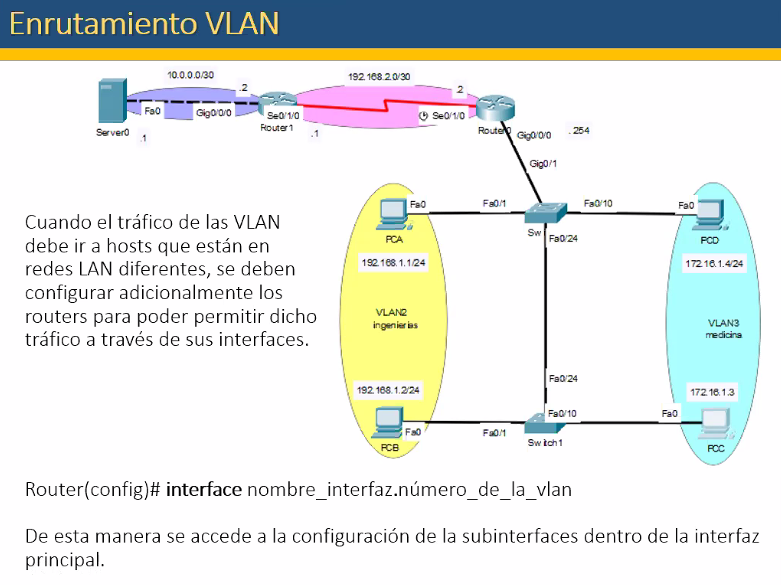 Enrutamiento VLAN
10.0.0.0/30
192.168.2.0/30
.2
.2
Fa0
Gig0/0/0
Se0/1/0
Se0/1/0
Server0
.1
Router1
.1
Router0
Gig0/0/0
.254
Gig0/1
Cuando el tráfico de las VLAN
debe ir a hosts que están en
redes LAN diferentes, se deben
configurar adicionalmente los
routers para poder permitir dicho
tráfico a través de sus interfaces.
Fa0
Fa0/1
Fa0/10
Fa0
PCA
Sw
Fa0/24
PCD
192.168.1.1/24
172.16.1.4/24
VLAN2
ingenierias
VLAN3
medicina
Fa0/24
192.168.1.2/24
172.16.1.3
Fa0/10
Fa0
Fa0
Fa0/1
PCB
Switch1
PCC
Router(config)# interface nombre_interfaz.número_de_la_vlan
De esta manera se accede a la configuración de la subinterfaces dentro de la interfaz
principal.